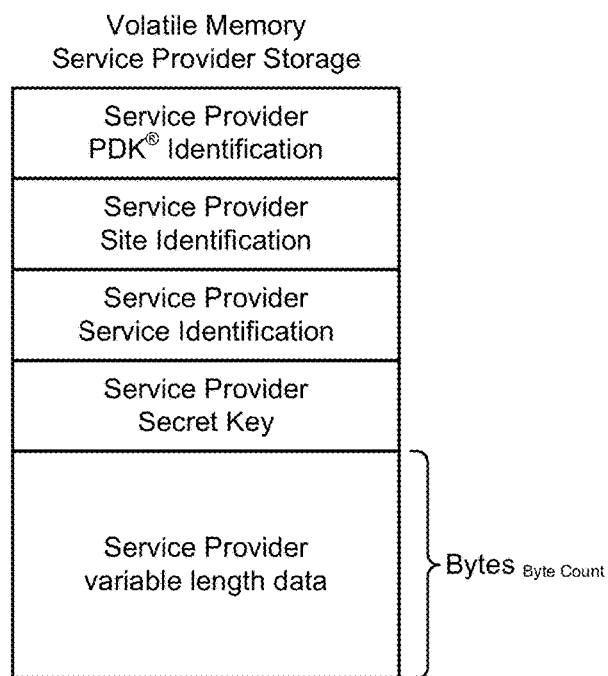 Volatile Memory
Service Provider Storage
Service Provider
PDK® Identification
Service Provider
Site Identification
Service Provider
Service Identification
Service Provider
Secret Key
Service Provider
variable length data
Bytes Byte Count